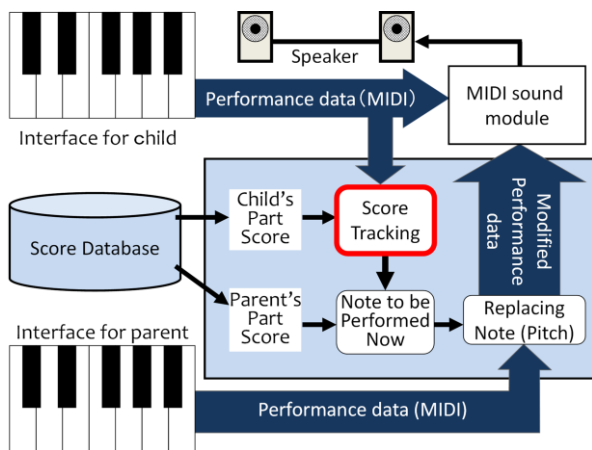 Speaker
Performance data (MIDI)
MIDI sound
module
Interface for child
Child's
Part
Score
Score
Tracking
Modified
Performance
data
Score Database
Parent's
Part
Score
Note to be
Performed
Now
Replacing
Note (Pitch)
Interface for parent
Performance data (MIDI)